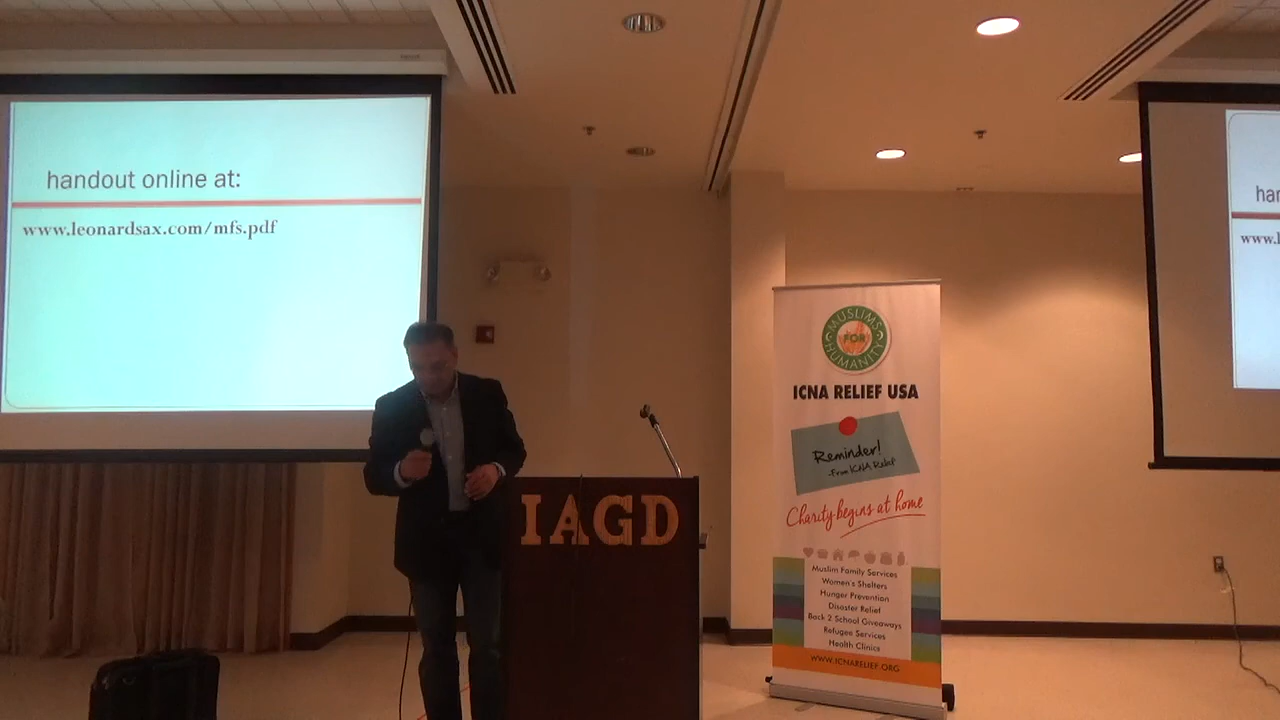 handout online at:
www.leonardsax.com/mfs.pdf
IAGD
MUSLIMS
FOR
HUMANITY
ICNA RELIEF USA
Reminder!
-From ICNA Relief
Charity begins at home
Muslim Family Services
Women's Shelters
Hunger Prevention
Disaster Relief
Back 2 School Giveaways
Refugee Services
Health Clinics
WWW.ICNARELIEF.ORG
har
www.l